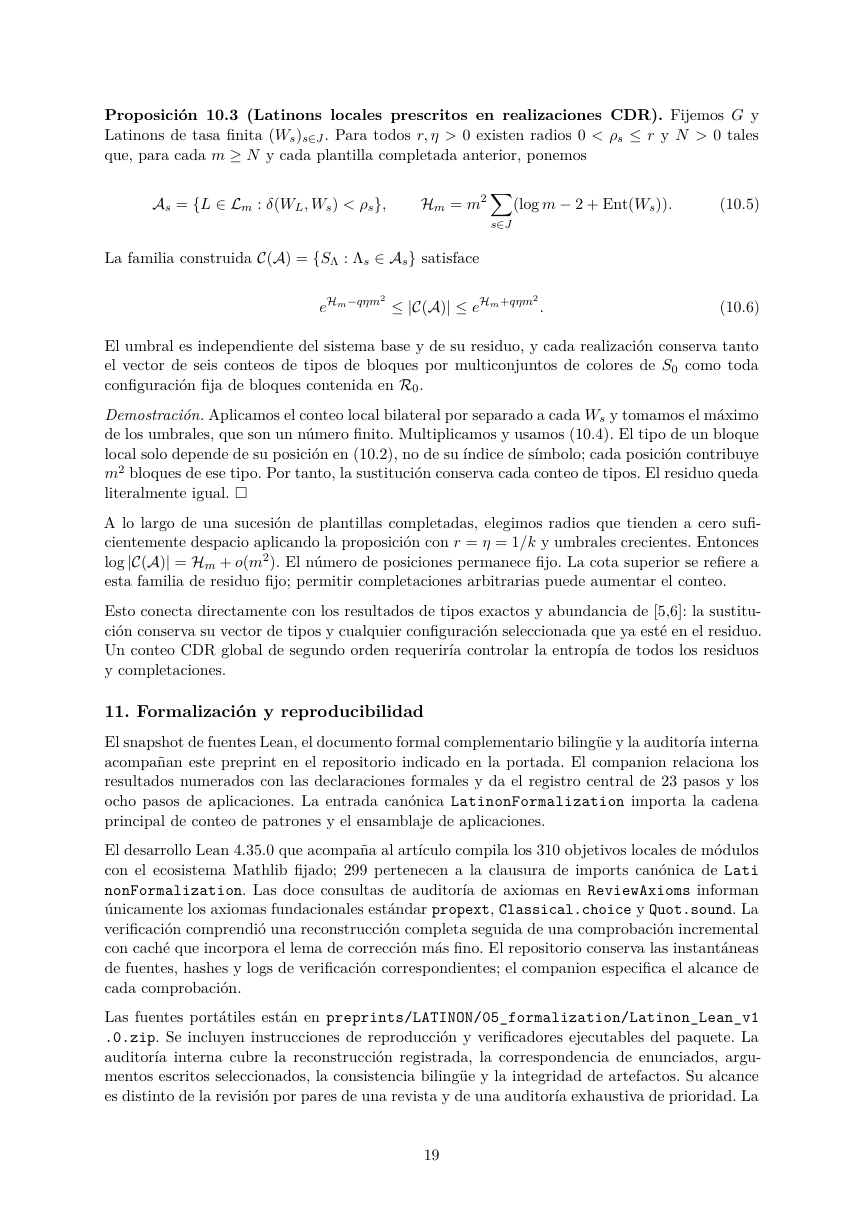 Proposición 10.3 (Latinons locales prescritos en realizaciones CDR). Fijemos G y
Latinons de tasa finita (W_s)_{s∈J}. Para todos r, η > 0 existen radios 0 < ρ_s ≤ r y N > 0 tales
que, para cada m ≥ N y cada plantilla completada anterior, ponemos
𝒜_s = {L ∈ ℒ_m : δ(W_L, W_s) < ρ_s},    ℋ_m = m² ∑_{s∈J} (log m − 2 + Ent(W_s)).    (10.5)
La familia construida 𝒞(𝒜) = {S_Λ : Λ_s ∈ 𝒜_s} satisface
e^{ℋ_m−qηm²} ≤ |𝒞(𝒜)| ≤ e^{ℋ_m+qηm²}.    (10.6)
El umbral es independiente del sistema base y de su residuo, y cada realización conserva tanto
el vector de seis conteos de tipos de bloques por multiconjuntos de colores de S₀ como toda
configuración fija de bloques contenida en ℛ₀.
Demostración. Aplicamos el conteo local bilateral por separado a cada W_s y tomamos el máximo
de los umbrales, que son un número finito. Multiplicamos y usamos (10.4). El tipo de un bloque
local solo depende de su posición en (10.2), no de su índice de símbolo; cada posición contribuye
m² bloques de ese tipo. Por tanto, la sustitución conserva cada conteo de tipos. El residuo queda
literalmente igual. □
A lo largo de una sucesión de plantillas completadas, elegimos radios que tienden a cero sufi-
cientemente despacio aplicando la proposición con r = η = 1/k y umbrales crecientes. Entonces
log |𝒞(𝒜)| = ℋ_m + o(m²). El número de posiciones permanece fijo. La cota superior se refiere a
esta familia de residuo fijo; permitir completaciones arbitrarias puede aumentar el conteo.
Esto conecta directamente con los resultados de tipos exactos y abundancia de [5,6]: la sustitu-
ción conserva su vector de tipos y cualquier configuración seleccionada que ya esté en el residuo.
Un conteo CDR global de segundo orden requeriría controlar la entropía de todos los residuos
y completaciones.
11. Formalización y reproducibilidad
El snapshot de fuentes Lean, el documento formal complementario bilingüe y la auditoría interna
acompañan este preprint en el repositorio indicado en la portada. El companion relaciona los
resultados numerados con las declaraciones formales y da el registro central de 23 pasos y los
ocho pasos de aplicaciones. La entrada canónica LatinonFormalization importa la cadena
principal de conteo de patrones y el ensamblaje de aplicaciones.
El desarrollo Lean 4.35.0 que acompaña al artículo compila los 310 objetivos locales de módulos
con el ecosistema Mathlib fijado; 299 pertenecen a la clausura de imports canónica de Lati
nonFormalization. Las doce consultas de auditoría de axiomas en ReviewAxioms informan
únicamente los axiomas fundacionales estándar propext, Classical.choice y Quot.sound. La
verificación comprendió una reconstrucción completa seguida de una comprobación incremental
con caché que incorpora el lema de corrección más fino. El repositorio conserva las instantáneas
de fuentes, hashes y logs de verificación correspondientes; el companion especifica el alcance de
cada comprobación.
Las fuentes portátiles están en preprints/LATINON/05_formalization/Latinon_Lean_v1
.0.zip. Se incluyen instrucciones de reproducción y verificadores ejecutables del paquete. La
auditoría interna cubre la reconstrucción registrada, la correspondencia de enunciados, argu-
mentos escritos seleccionados, la consistencia bilingüe y la integridad de artefactos. Su alcance
es distinto de la revisión por pares de una revista y de una auditoría exhaustiva de prioridad. La
19